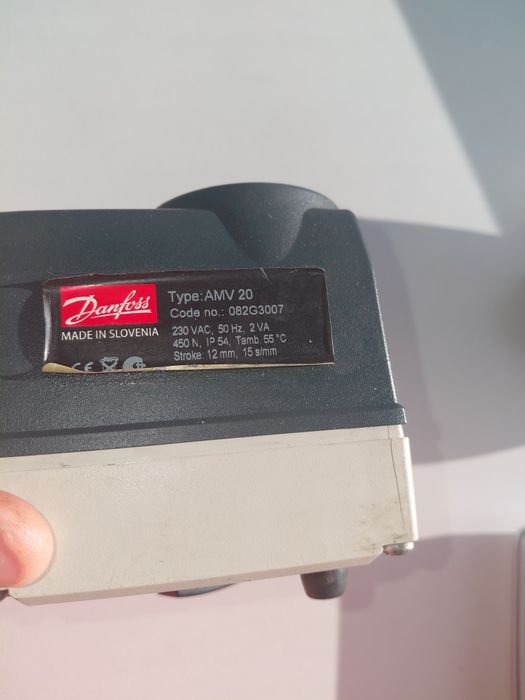 Danfoss
MADE IN SLOVENIA
CE
Type: AMV 20
Code no.: 082G3007
230 VAC, 50 Hz, 2 VA
450 N, IP 54, Tamb. 55 °C
Stroke: 12 mm, 15 s/mm